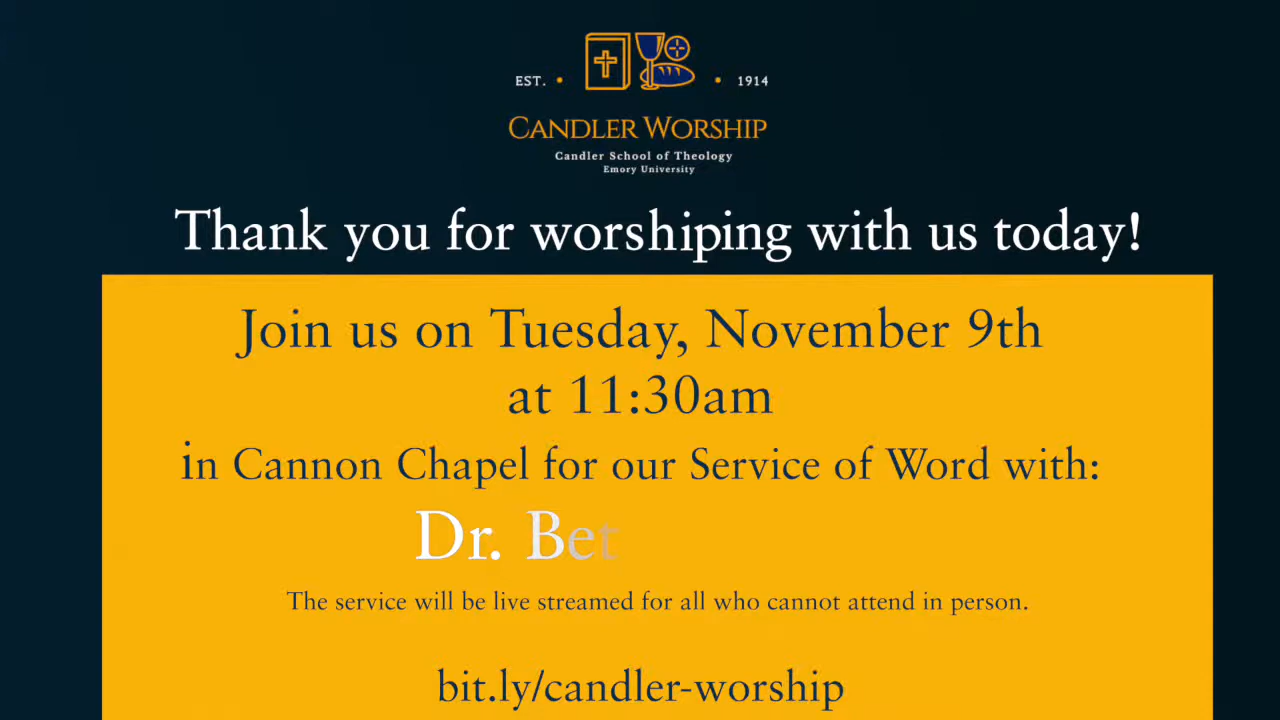 EST. • • 1914
CANDLER WORSHIP
Candler School of Theology
Emory University
Thank you for worshiping with us today!
Join us on Tuesday, November 9th
at 11:30am
in Cannon Chapel for our Service of Word with:
Dr. Bet
The service will be live streamed for all who cannot attend in person.
bit.ly/candler-worship